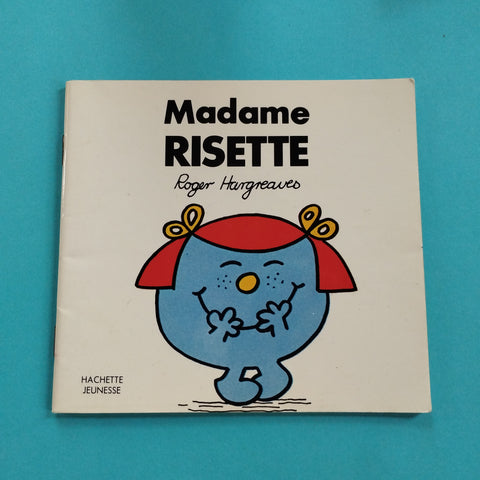 Madame
RISETTE
Roger Hargreaves
HACHETTE
JEUNESSE